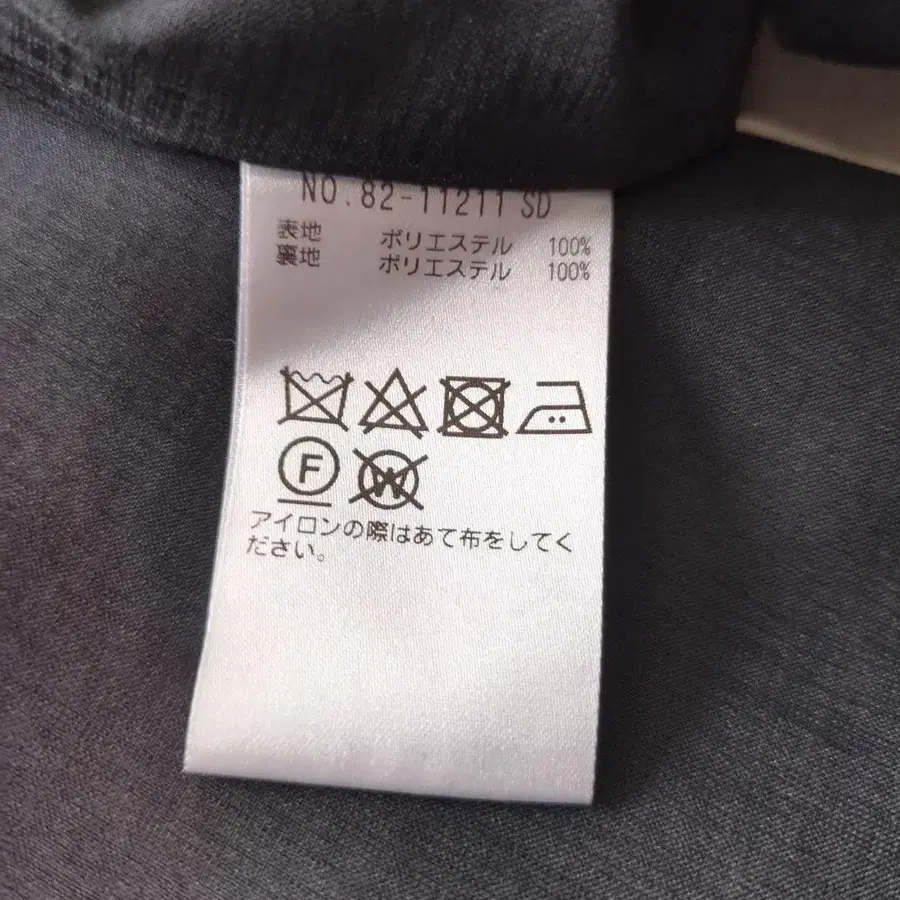 NO.82-11211 SD
表地 ポリエステル 100%
裏地 ポリエステル 100%
F W
アイロンの際はあて布をしてく
ださい。